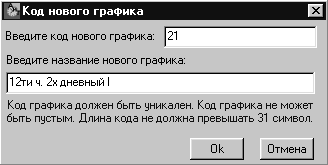 Код нового графика
Введите код нового графика: 21
Введите название нового графика:
12ти ч. 2х дневный I
Код графика должен быть уникален. Код графика не может
быть пустым. Длина кода не должна превышать 31 символ.
Ok Отмена